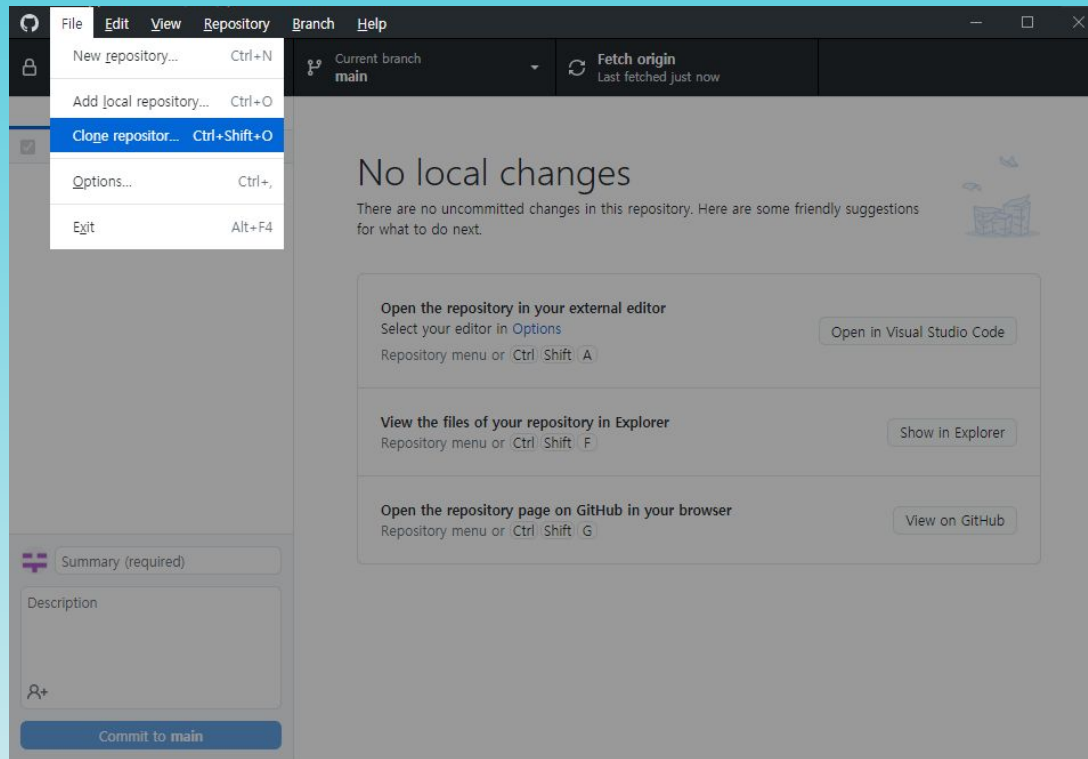 File Edit View Repository Branch Help
New repository... Ctrl+N
Add local repository... Ctrl+O
Clone repositor... Ctrl+Shift+O
Options... Ctrl+,
Exit Alt+F4
Current branch
main
Fetch origin
Last fetched just now
No local changes
There are no uncommitted changes in this repository. Here are some friendly suggestions
for what to do next.
Open the repository in your external editor
Select your editor in Options
Repository menu or Ctrl Shift A
Open in Visual Studio Code
View the files of your repository in Explorer
Repository menu or Ctrl Shift F
Show in Explorer
Open the repository page on GitHub in your browser
Repository menu or Ctrl Shift G
View on GitHub
Summary (required)
Description
Commit to main